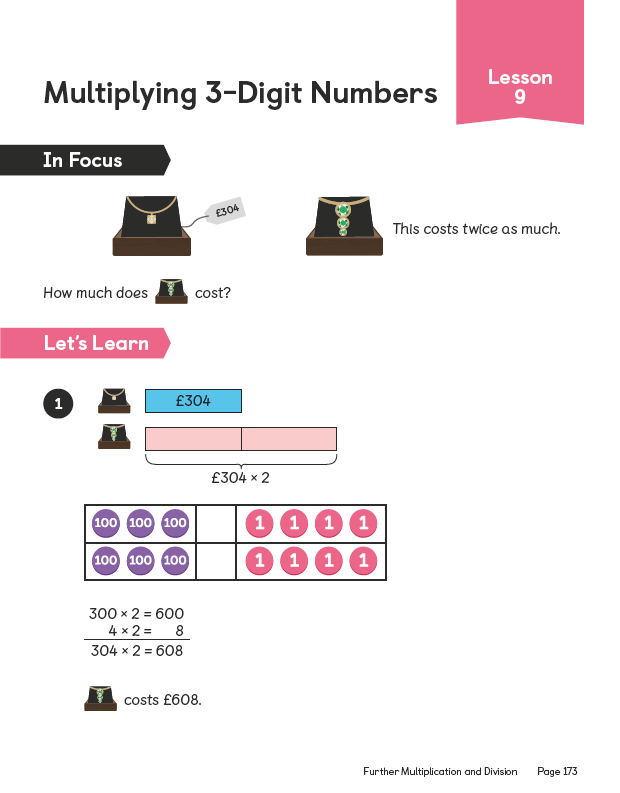 Multiplying 3-Digit Numbers
Lesson
9
In Focus
£304
This costs twice as much.
How much does cost?
Let's Learn
1
£304
£304 × 2
100 100 100 1 1 1 1
100 100 100 1 1 1 1
300 × 2 = 600
4 × 2 = 8
304 × 2 = 608
costs £608.
Further Multiplication and Division Page 173